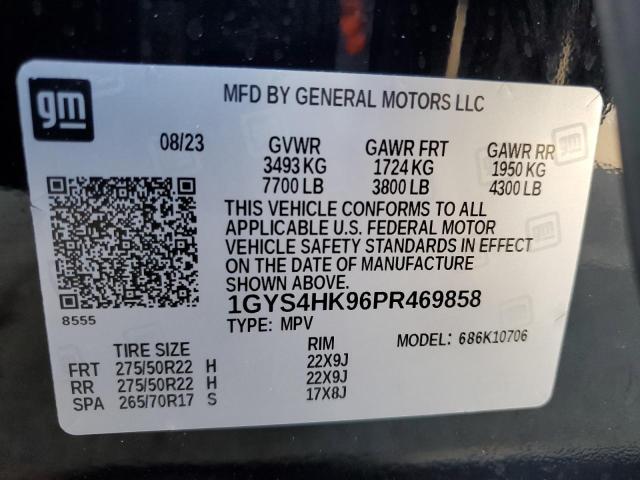 gm
MFD BY GENERAL MOTORS LLC
08/23 GVWR GAWR FRT GAWR RR
3493 KG 1724 KG 1950 KG
7700 LB 3800 LB 4300 LB
THIS VEHICLE CONFORMS TO ALL
APPLICABLE U.S. FEDERAL MOTOR
VEHICLE SAFETY STANDARDS IN EFFECT
ON THE DATE OF MANUFACTURE
SHOWN ABOVE.
8555
1GYS4HK96PR469858
TYPE: MPV MODEL: 686K10706
TIRE SIZE RIM
FRT 275/50R22 H 22X9J
RR 275/50R22 H 22X9J
SPA 265/70R17 S 17X8J